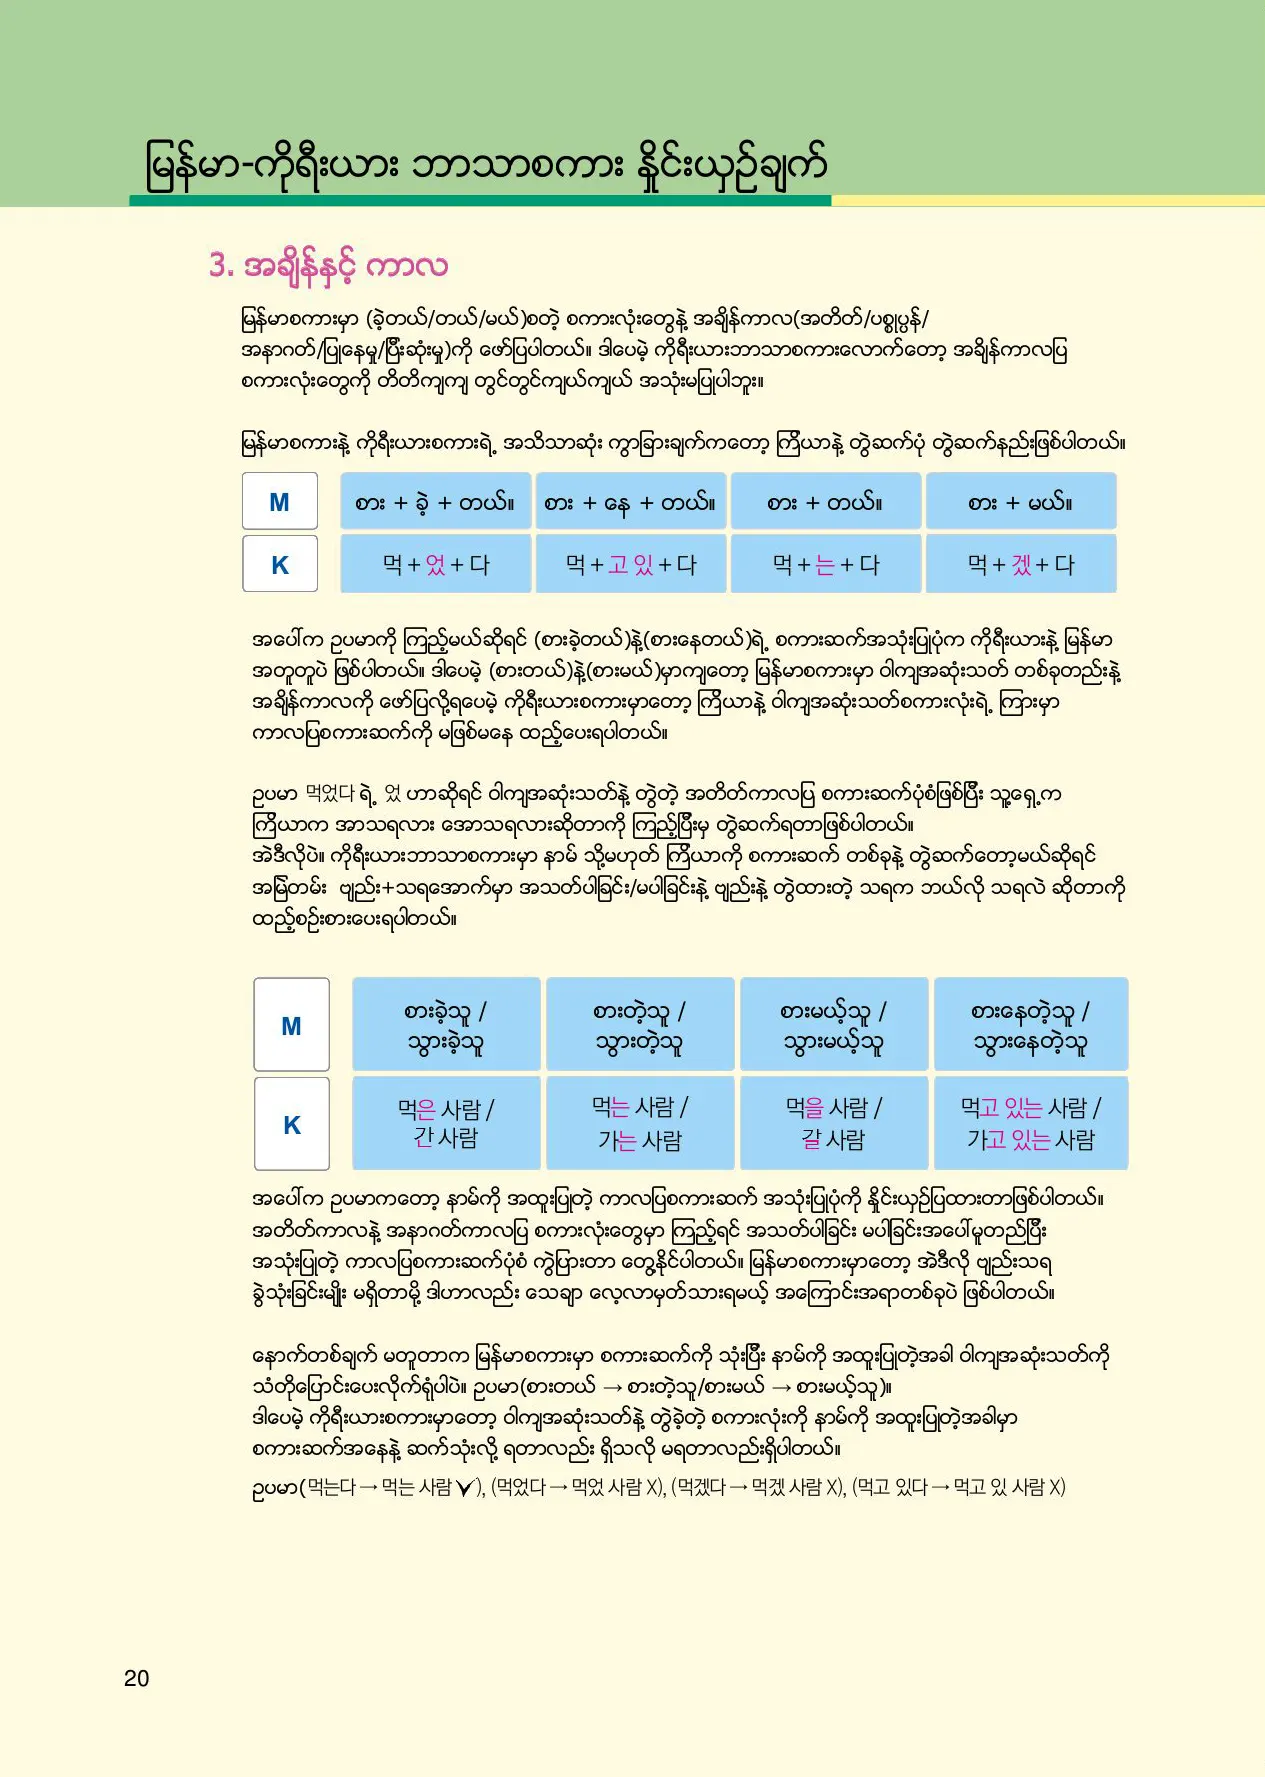 မြန်မာ-ကိုရီးယား ဘာသာစကား နှိုင်းယှဉ်ချက်
3. အချိန်နှင့် ကာလ
မြန်မာစကားမှာ (ခဲ့တယ်/တယ်/မယ်)စတဲ့ စကားလုံးတွေနဲ့ အချိန်ကာလ(အတိတ်/ပစ္စုပ္ပန်/
အနာဂတ်/ပြုနေမှု/ပြီးဆုံးမှု)ကို ဖော်ပြပါတယ်။ ဒါပေမဲ့ ကိုရီးယားဘာသာစကားလောက်တော့ အချိန်ကာလပြ
စကားလုံးတွေကို တိတိကျကျ တွင်တွင်ကျယ်ကျယ် အသုံးမပြုပါဘူး။
မြန်မာစကားနဲ့ ကိုရီးယားစကားရဲ့ အသိသာဆုံး ကွာခြားချက်ကတော့ ကြိယာနဲ့ တွဲဆက်ပုံ တွဲဆက်နည်းဖြစ်ပါတယ်။
M စား + ခဲ့ + တယ်။ စား + နေ + တယ်။ စား + တယ်။ စား + မယ်။
K 먹 + 었 + 다 먹 + 고 있 + 다 먹 + 는 + 다 먹 + 겠 + 다
အပေါ်က ဥပမာကို ကြည့်မယ်ဆိုရင် (စားခဲ့တယ်)နဲ့(စားနေတယ်)ရဲ့ စကားဆက်အသုံးပြုပုံက ကိုရီးယားနဲ့ မြန်မာ
အတူတူပဲ ဖြစ်ပါတယ်။ ဒါပေမဲ့ (စားတယ်)နဲ့(စားမယ်)မှာကျတော့ မြန်မာစကားမှာ ဝါကျအဆုံးသတ် တစ်ခုတည်းနဲ့
အချိန်ကာလကို ဖော်ပြလို့ရပေမဲ့ ကိုရီးယားစကားမှာတော့ ကြိယာနဲ့ ဝါကျအဆုံးသတ်စကားလုံးရဲ့ ကြားမှာ
ကာလပြစကားဆက်ကို မဖြစ်မနေ ထည့်ပေးရပါတယ်။
ဥပမာ 먹었다 ရဲ့ 었 ဟာဆိုရင် ဝါကျအဆုံးသတ်နဲ့ တွဲတဲ့ အတိတ်ကာလပြ စကားဆက်ပုံစံဖြစ်ပြီး သူ့ရှေ့က
ကြိယာက အာသရလား အောသရလားဆိုတာကို ကြည့်ပြီးမှ တွဲဆက်ရတာဖြစ်ပါတယ်။
အဲဒီလိုပဲ။ ကိုရီးယားဘာသာစကားမှာ နာမ် သို့မဟုတ် ကြိယာကို စကားဆက် တစ်ခုနဲ့ တွဲဆက်တော့မယ်ဆိုရင်
အမြဲတမ်း ဗျည်း+သရအောက်မှာ အသတ်ပါခြင်း/မပါခြင်းနဲ့ ဗျည်းနဲ့ တွဲထားတဲ့ သရက ဘယ်လို သရလဲ ဆိုတာကို
ထည့်စဉ်းစားပေးရပါတယ်။
M စားခဲ့သူ / စားတဲ့သူ / စားမယ့်သူ / စားနေတဲ့သူ /
သွားခဲ့သူ သွားတဲ့သူ သွားမယ့်သူ သွားနေတဲ့သူ
K 먹은 사람 / 먹는 사람 / 먹을 사람 / 먹고 있는 사람 /
간 사람 가는 사람 갈 사람 가고 있는 사람
အပေါ်က ဥပမာကတော့ နာမ်ကို အထူးပြုတဲ့ ကာလပြစကားဆက် အသုံးပြုပုံကို နှိုင်းယှဉ်ပြထားတာဖြစ်ပါတယ်။
အတိတ်ကာလနဲ့ အနာဂတ်ကာလပြ စကားလုံးတွေမှာ ကြည့်ရင် အသတ်ပါခြင်း မပါခြင်းအပေါ်မူတည်ပြီး
အသုံးပြုတဲ့ ကာလပြစကားဆက်ပုံစံ ကွဲပြားတာ တွေ့နိုင်ပါတယ်။ မြန်မာစကားမှာတော့ အဲဒီလို ဗျည်းသရ
ခွဲသုံးခြင်းမျိုး မရှိတာမို့ ဒါဟာလည်း သေချာ လေ့လာမှတ်သားရမယ့် အကြောင်းအရာတစ်ခုပဲ ဖြစ်ပါတယ်။
နောက်တစ်ချက် မတူတာက မြန်မာစကားမှာ စကားဆက်ကို သုံးပြီး နာမ်ကို အထူးပြုတဲ့အခါ ဝါကျအဆုံးသတ်ကို
သံတိုပြောင်းပေးလိုက်ရုံပါပဲ။ ဥပမာ(စားတယ် → စားတဲ့သူ/စားမယ် → စားမယ့်သူ)။
ဒါပေမဲ့ ကိုရီးယားစကားမှာတော့ ဝါကျအဆုံးသတ်နဲ့ တွဲခဲ့တဲ့ စကားလုံးကို နာမ်ကို အထူးပြုတဲ့အခါမှာ
စကားဆက်အနေနဲ့ ဆက်သုံးလို့ ရတာလည်း ရှိသလို မရတာလည်းရှိပါတယ်။
ဥပမာ(먹는다 → 먹는 사람 ✓), (먹었다 → 먹었 사람 X), (먹겠다 → 먹겠 사람 X), (먹고 있다 → 먹고 있 사람 X)
20